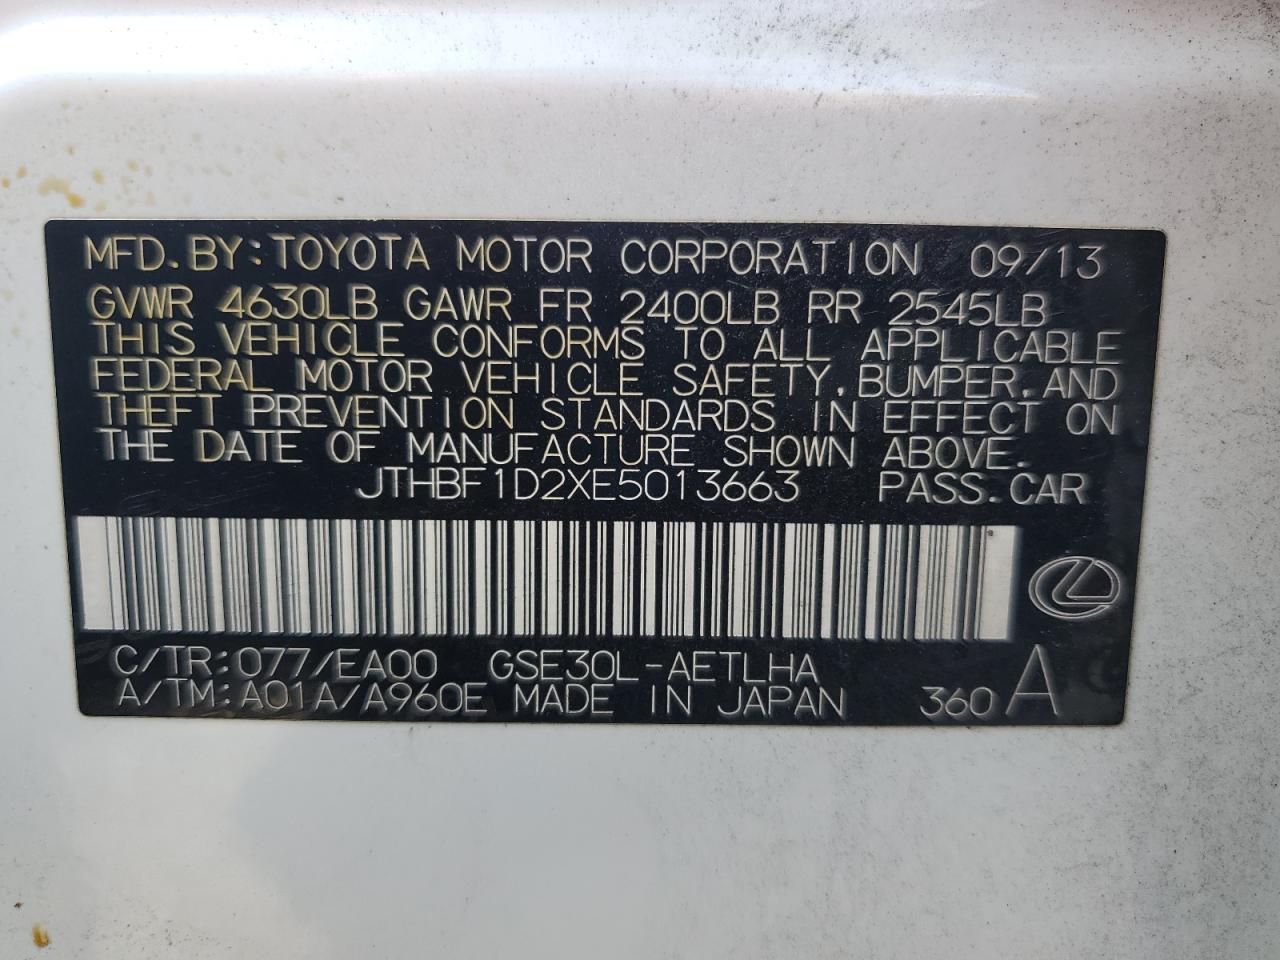 MFD. BY: TOYOTA MOTOR CORPORATION 09/13
GVWR 4630LB GAWR FR 2400LB RR 2545LB
THIS VEHICLE CONFORMS TO ALL APPLICABLE
FEDERAL MOTOR VEHICLE SAFETY, BUMPER, AND
THEFT PREVENTION STANDARDS IN EFFECT ON
THE DATE OF MANUFACTURE SHOWN ABOVE.
JTHBF1D2XE5013663 PASS. CAR
C/TR: 077/EA00 GSE30L-AETLHA
A/TM: A01A/A960E MADE IN JAPAN 360 A